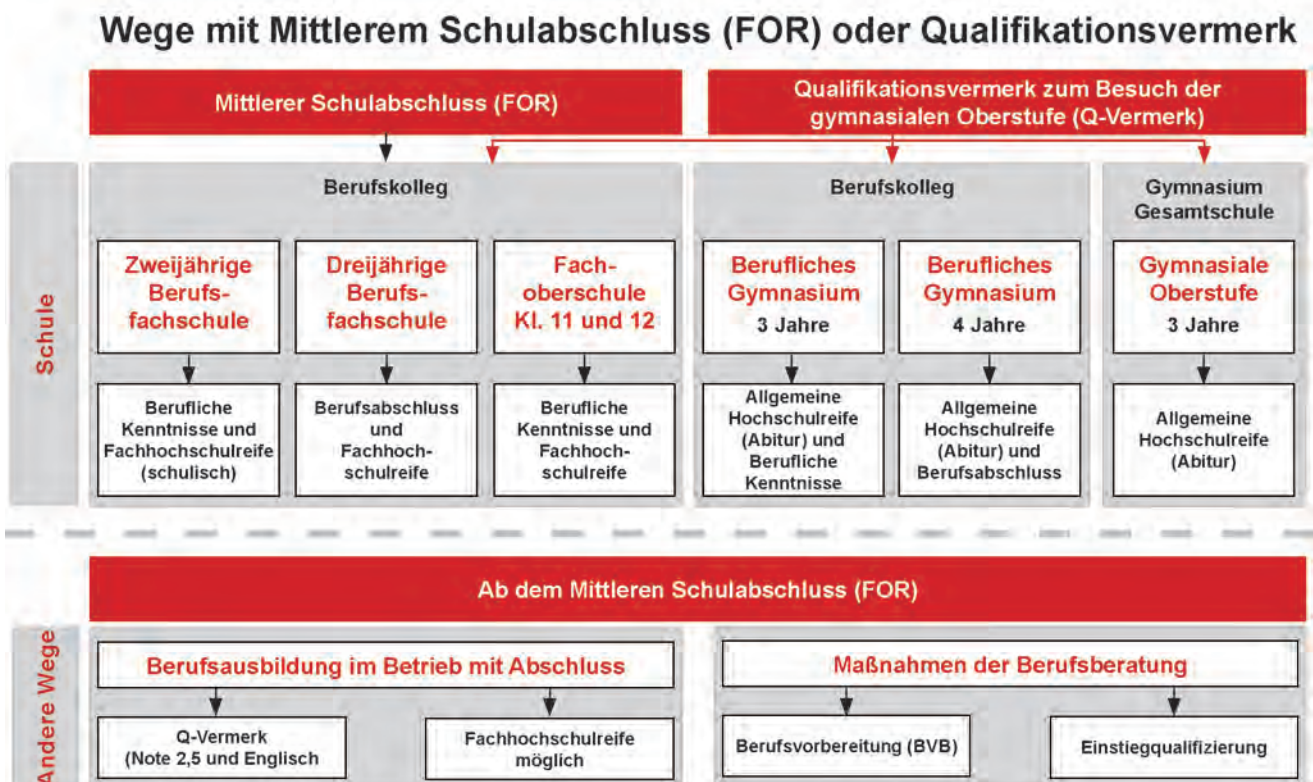 Wege mit Mittlerem Schulabschluss (FOR) oder Qualifikationsvermerk
Mittlerer Schulabschluss (FOR)
Qualifikationsvermerk zum Besuch der
gymnasialen Oberstufe (Q-Vermerk)
Schule
Berufskolleg
Zweijährige
Berufs-
fachschule
Dreijährige
Berufs-
fachschule
Fach-
oberschule
Kl. 11 und 12
Berufliche
Kenntnisse und
Fachhochschulreife
(schulisch)
Berufsabschluss
und
Fachhoch-
schulreife
Berufliche
Kenntnisse und
Fachhoch-
schulreife
Berufskolleg
Berufliches
Gymnasium
3 Jahre
Berufliches
Gymnasium
4 Jahre
Allgemeine
Hochschulreife
(Abitur) und
Berufliche
Kenntnisse
Allgemeine
Hochschulreife
(Abitur) und
Berufsabschluss
Gymnasium
Gesamtschule
Gymnasiale
Oberstufe
3 Jahre
Allgemeine
Hochschulreife
(Abitur)
Ab dem Mittleren Schulabschluss (FOR)
Andere Wege
Berufsausbildung im Betrieb mit Abschluss
Q-Vermerk
(Note 2,5 und Englisch
Fachhochschulreife
möglich
Maßnahmen der Berufsberatung
Berufsvorbereitung (BVB)
Einstiegqualifizierung